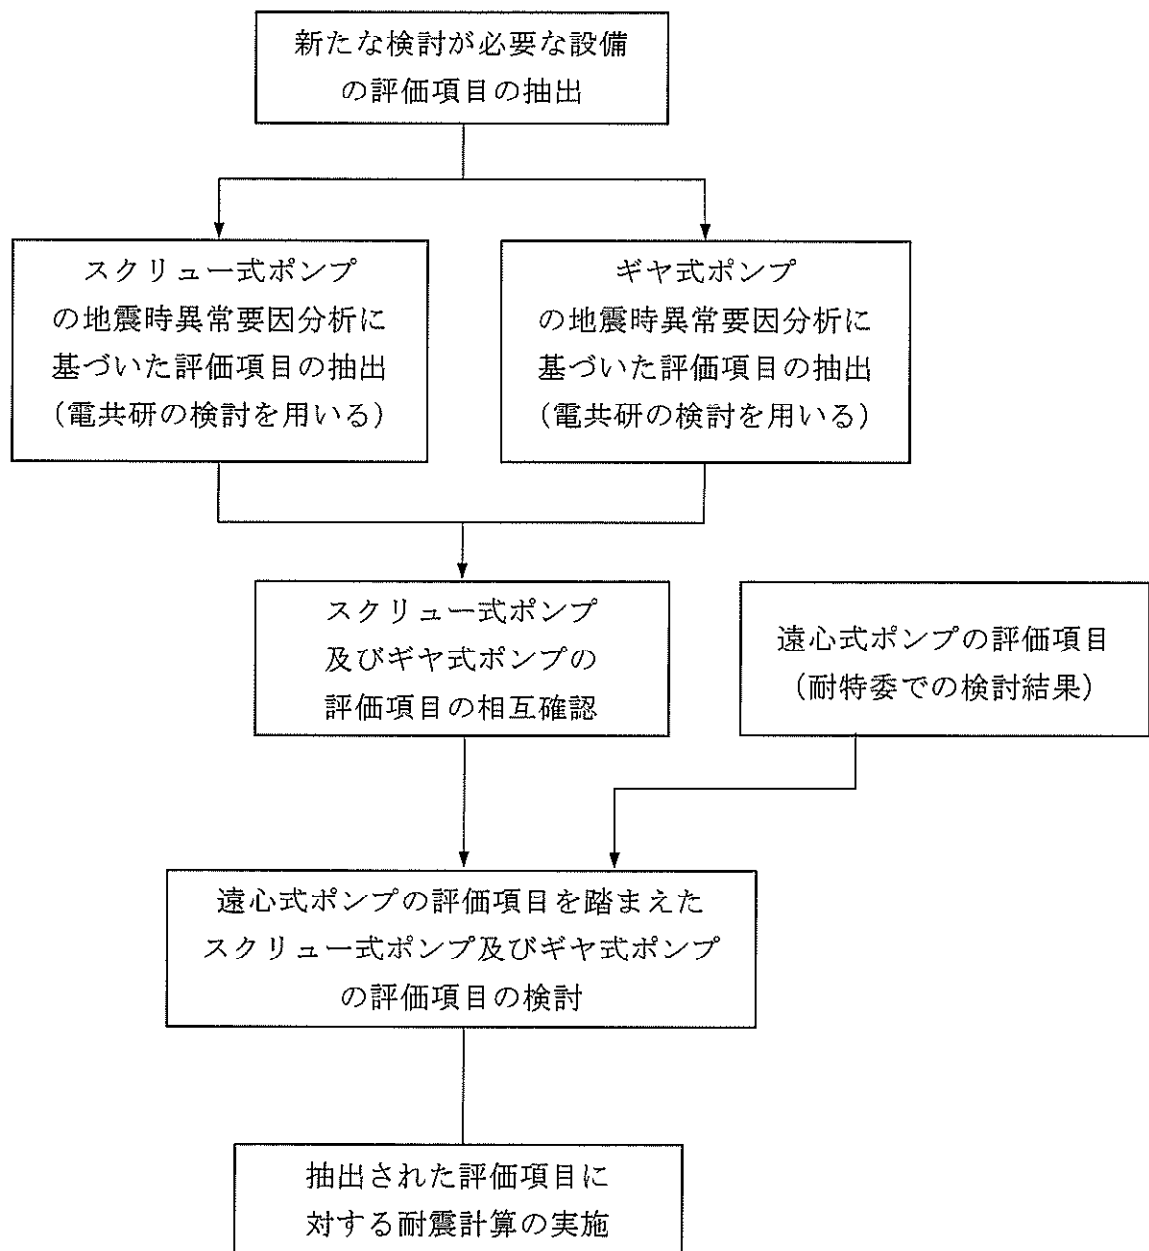 新たな検討が必要な設備
の評価項目の抽出
スクリュー式ポンプ
の地震時異常要因分析に
基づいた評価項目の抽出
（電共研の検討を用いる）
ギヤ式ポンプ
の地震時異常要因分析に
基づいた評価項目の抽出
（電共研の検討を用いる）
スクリュー式ポンプ
及びギヤ式ポンプの
評価項目の相互確認
遠心式ポンプの評価項目
（耐特委での検討結果）
遠心式ポンプの評価項目を踏まえた
スクリュー式ポンプ及びギヤ式ポンプ
の評価項目の検討
抽出された評価項目に
対する耐震計算の実施